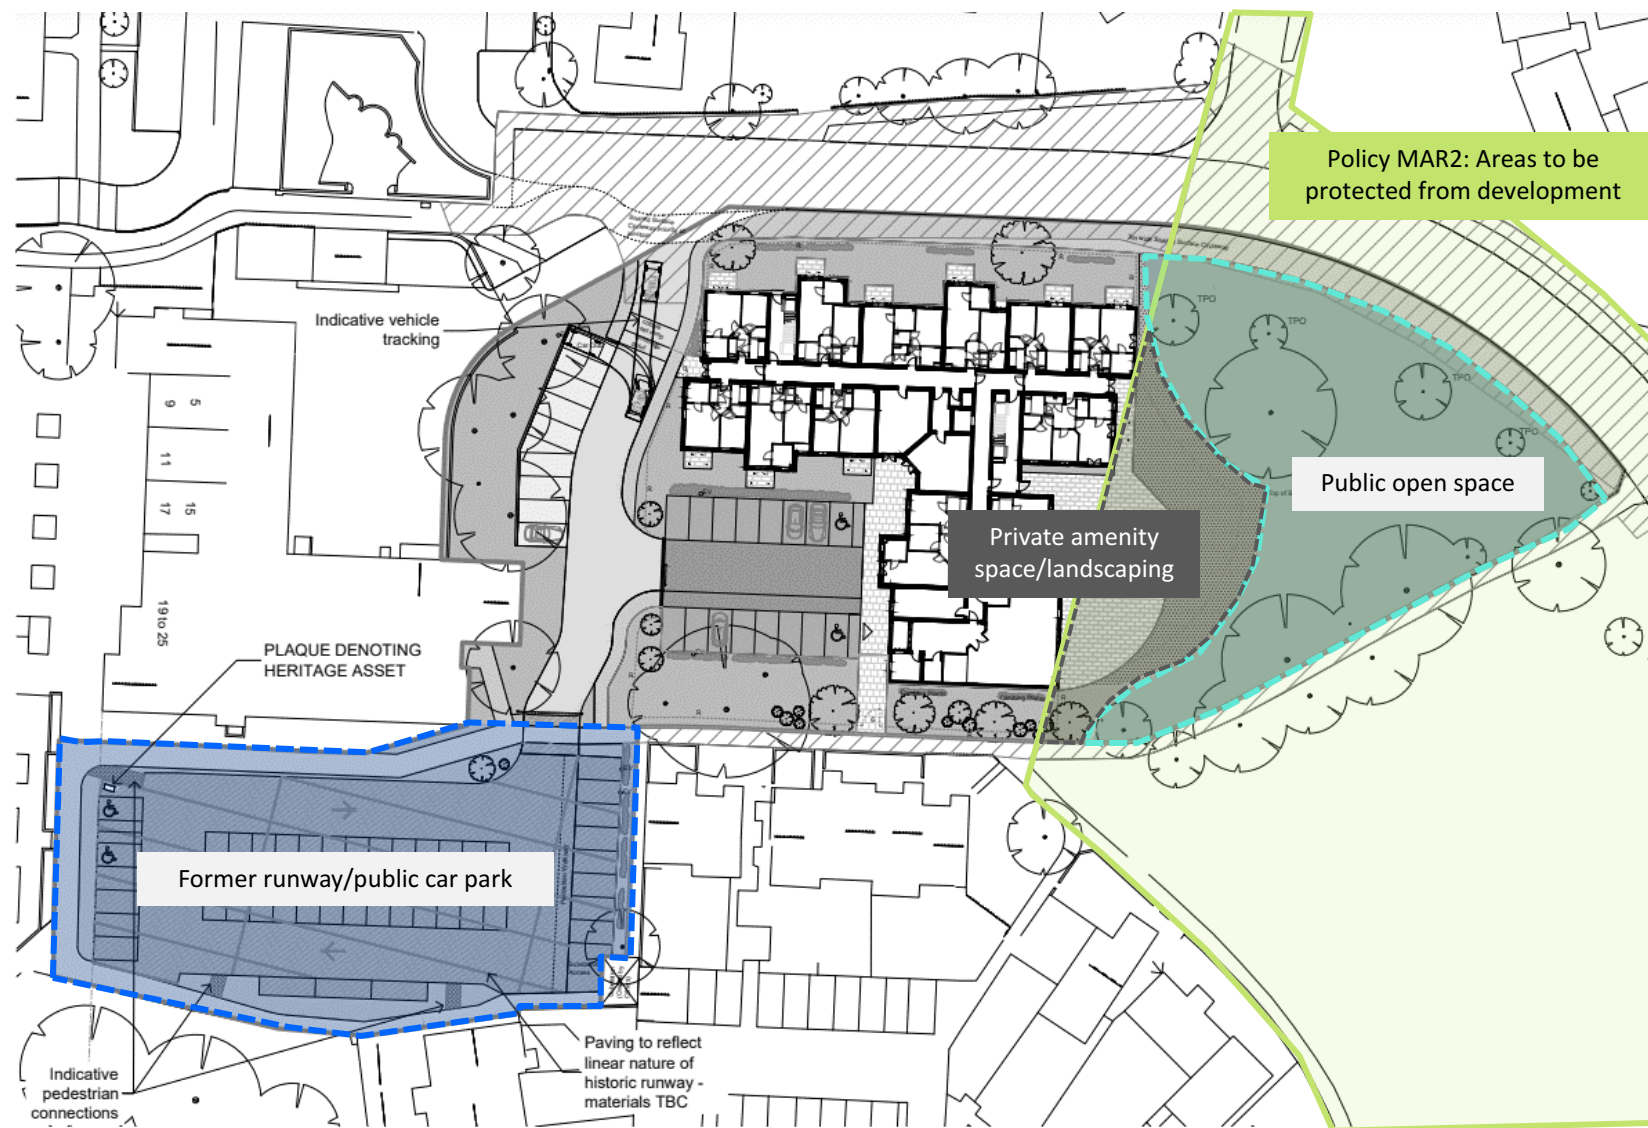 Policy MAR2: Areas to be
protected from development
TPO
TPO
TPO
TPO
Indicative vehicle
tracking
5
9
11
15
17
19 to 25
Public open space
Private amenity
space/landscaping
PLAQUE DENOTING
HERITAGE ASSET
Former runway/public car park
Paving to reflect
linear nature of
historic runway -
materials TBC
Indicative
pedestrian
connections